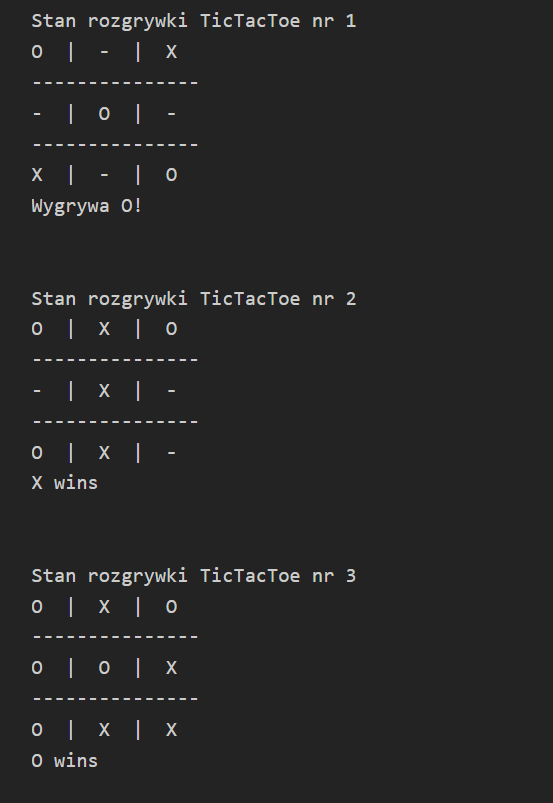 Stan rozgrywki TicTacToe nr 1
O  |  -  |  X
---------------
-  |  O  |  -
---------------
X  |  -  |  O
Wygrywa O!
Stan rozgrywki TicTacToe nr 2
O  |  X  |  O
---------------
-  |  X  |  -
---------------
O  |  X  |  -
X wins
Stan rozgrywki TicTacToe nr 3
O  |  X  |  O
---------------
O  |  O  |  X
---------------
O  |  X  |  X
O wins